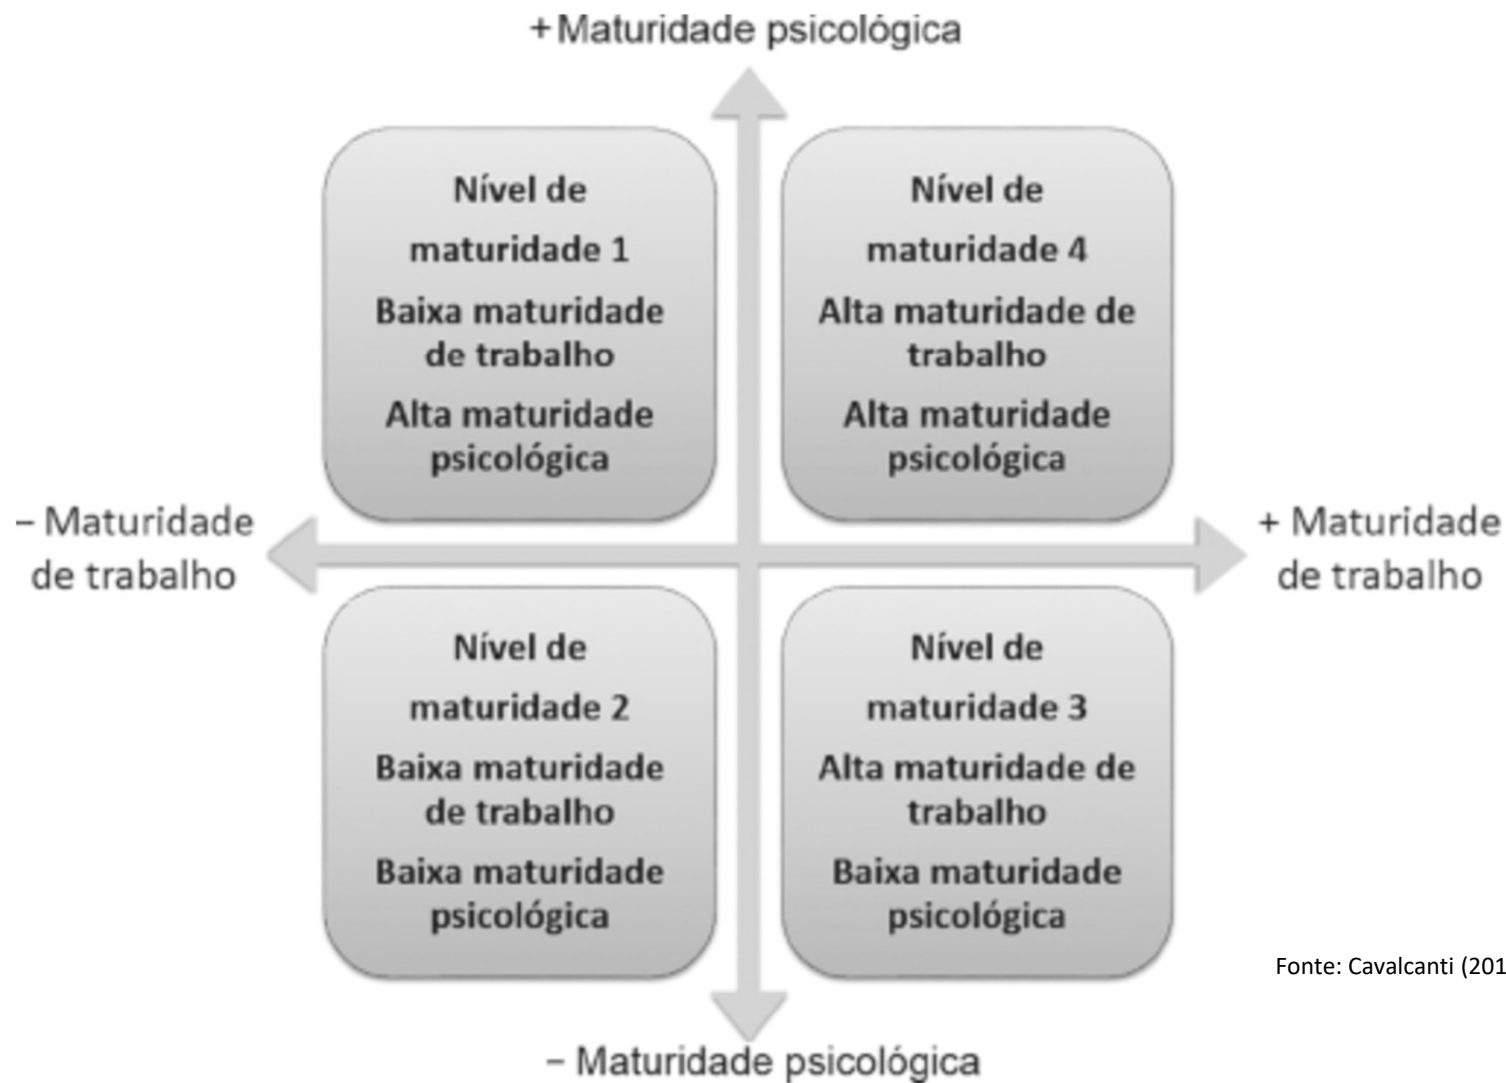 + Maturidade psicológica
Nível de
maturidade 1
Baixa maturidade
de trabalho
Alta maturidade
psicológica
Nível de
maturidade 4
Alta maturidade de
trabalho
Alta maturidade
psicológica
– Maturidade
de trabalho
+ Maturidade
de trabalho
Nível de
maturidade 2
Baixa maturidade
de trabalho
Baixa maturidade
psicológica
Nível de
maturidade 3
Alta maturidade de
trabalho
Baixa maturidade
psicológica
Fonte: Cavalcanti (201
– Maturidade psicológica